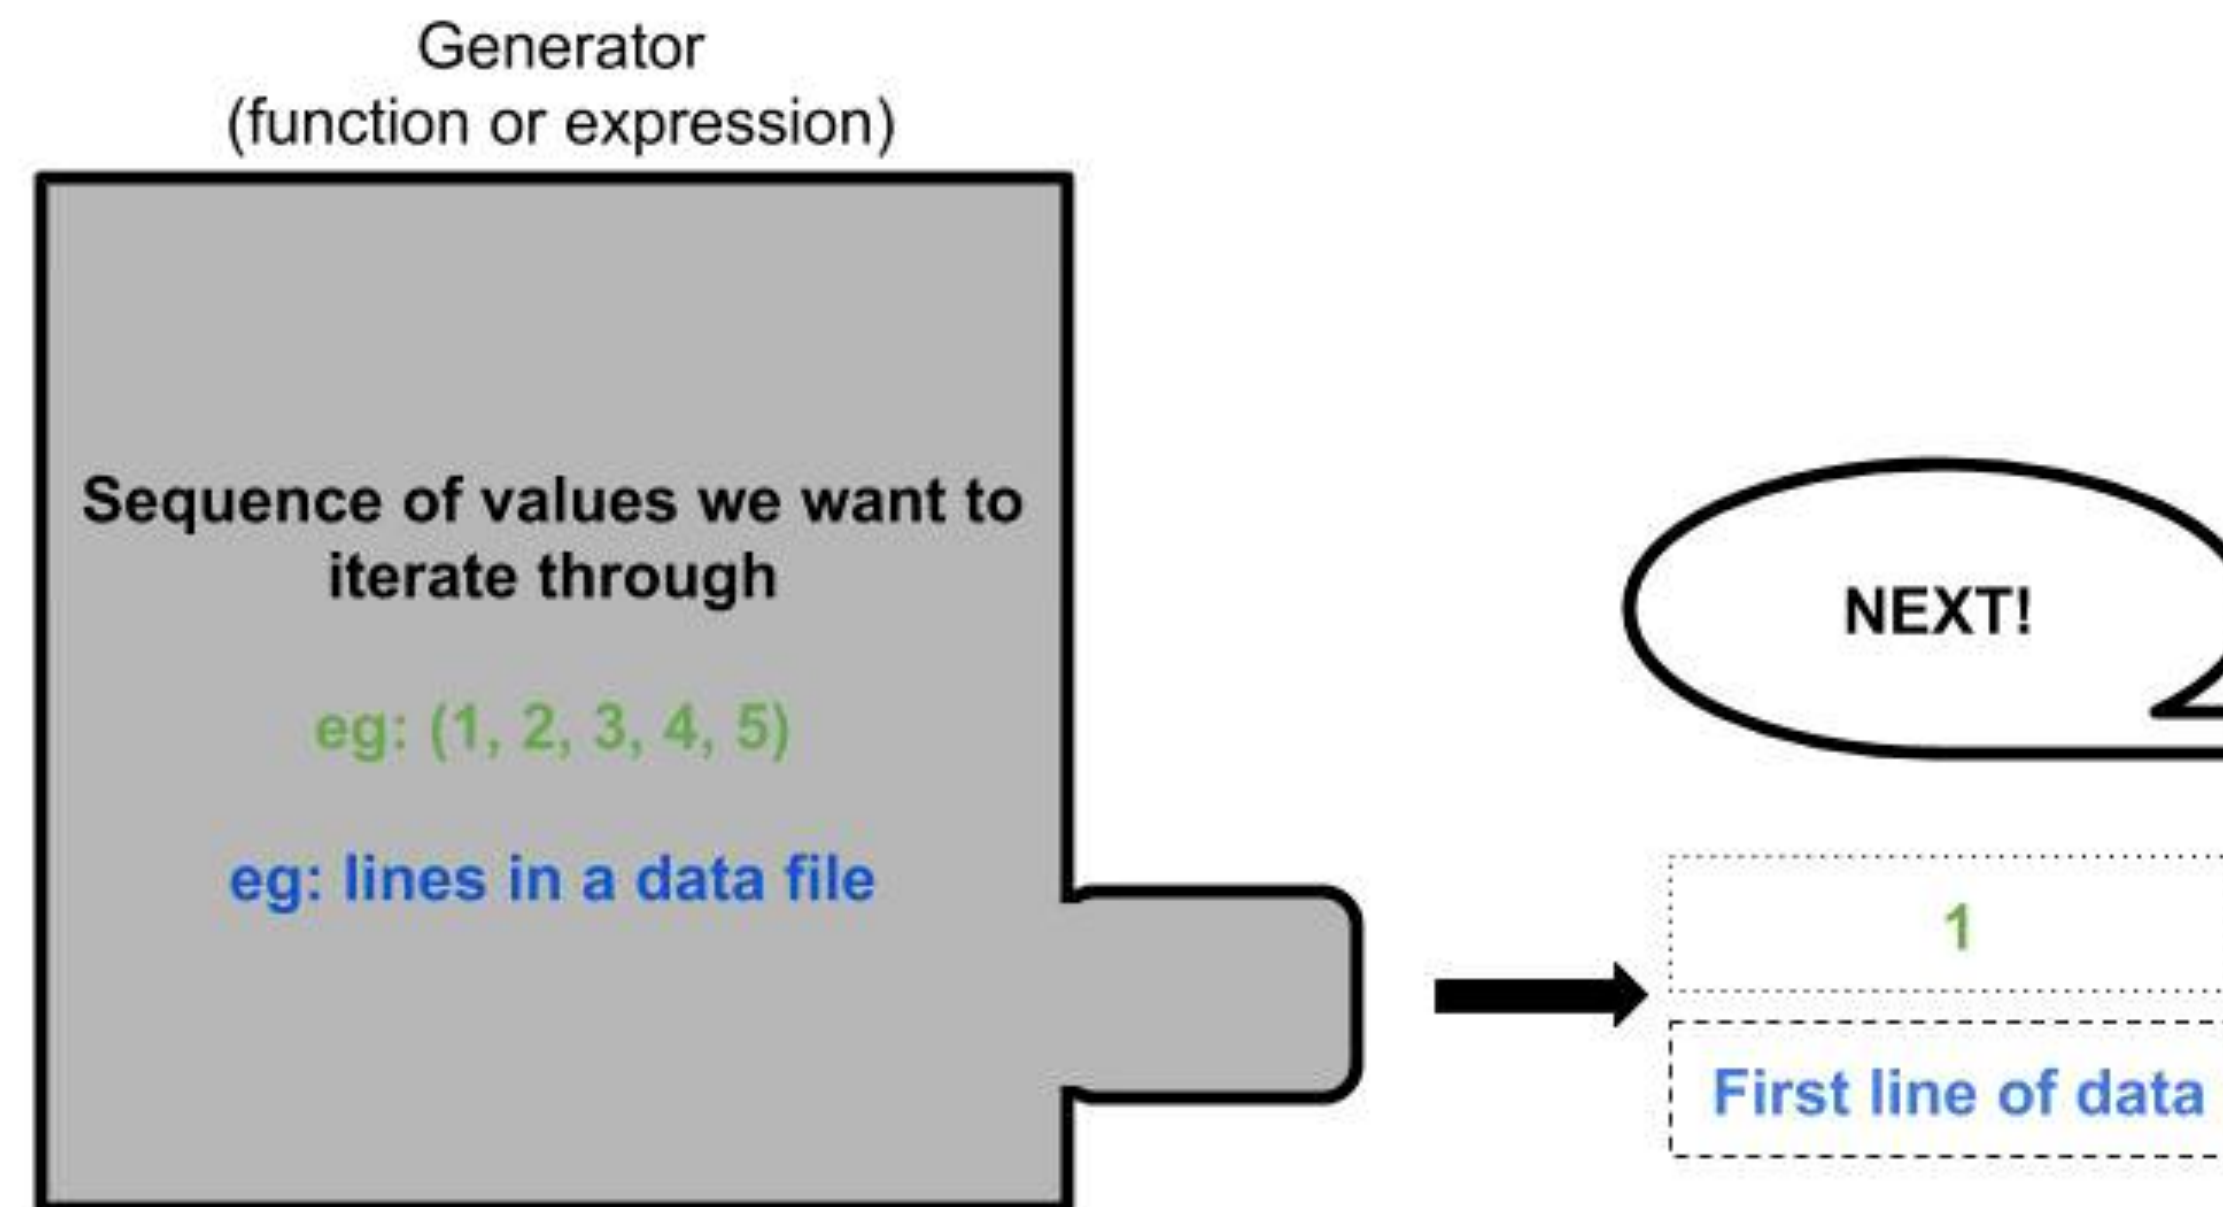 Generator
(function or expression)
Sequence of values we want to
iterate through
eg: (1, 2, 3, 4, 5)
eg: lines in a data file
NEXT!
1
First line of data